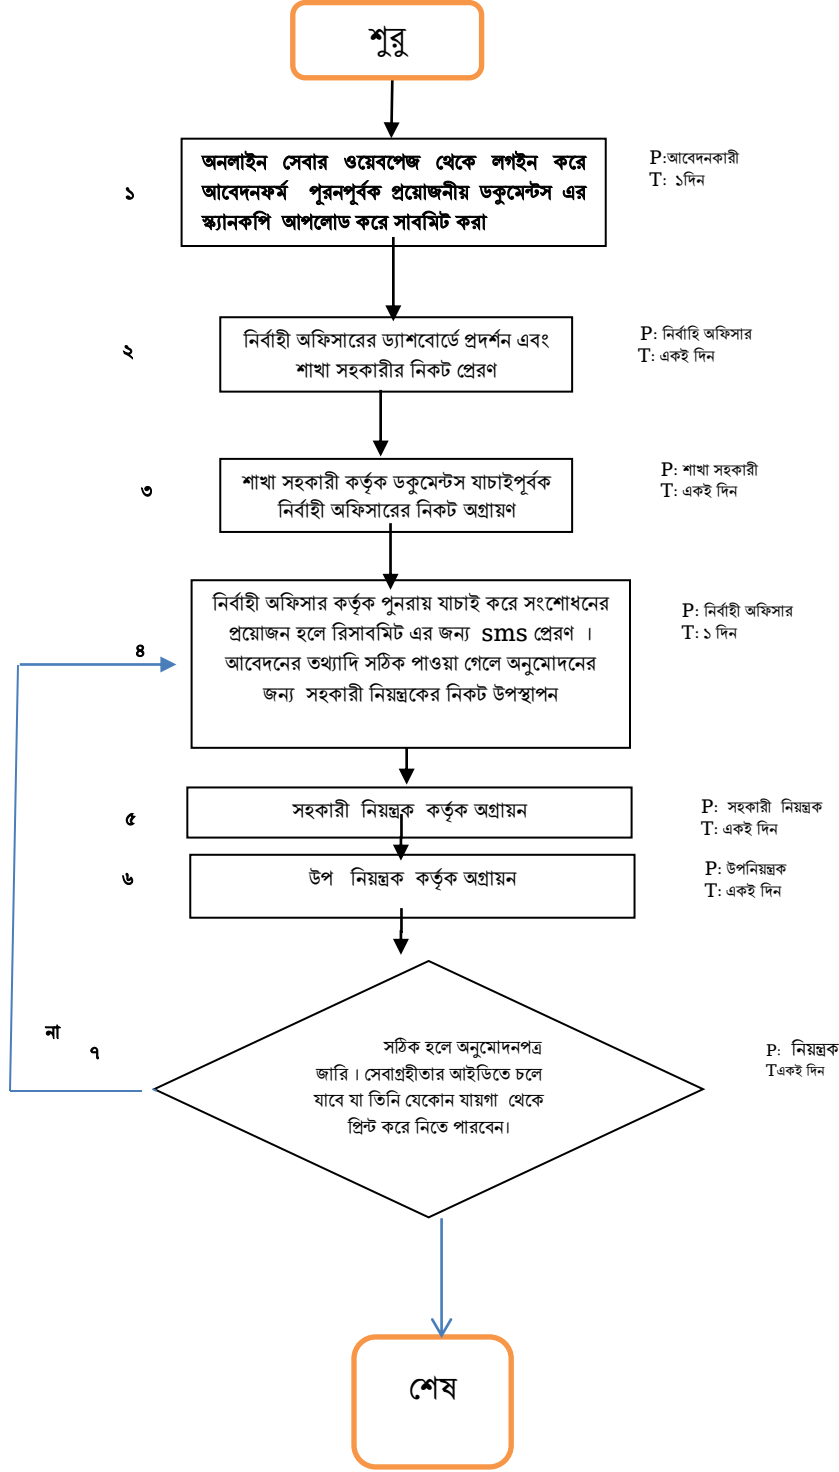 শুরু
অনলাইন সেবার ওয়েবপেজ থেকে লগইন করে
আবেদনফর্ম পূরনপূর্বক প্রয়োজনীয় ডকুমেন্টস এর
স্ক্যানকপি আপলোড করে সাবমিট করা
১
P:আবেদনকারী
T: ১দিন
নির্বাহী অফিসারের ড্যাশবোর্ডে প্রদর্শন এবং
শাখা সহকারীর নিকট প্রেরণ
২
P: নির্বাহি অফিসার
T: একই দিন
শাখা সহকারী কর্তৃক ডকুমেন্টস যাচাইপূর্বক
নির্বাহী অফিসারের নিকট অগ্রায়ণ
৩
P: শাখা সহকারী
T: একই দিন
নির্বাহী অফিসার কর্তৃক পুনরায় যাচাই করে সংশোধনের
প্রয়োজন হলে রিসাবমিট এর জন্য sms প্রেরণ ।
আবেদনের তথ্যাদি সঠিক পাওয়া গেলে অনুমোদনের
জন্য সহকারী নিয়ন্ত্রকের নিকট উপস্থাপন
৪
P: নির্বাহী অফিসার
T: ১ দিন
সহকারী নিয়ন্ত্রক কর্তৃক অগ্রায়ন
৫
P: সহকারী নিয়ন্ত্রক
T: একই দিন
উপ নিয়ন্ত্রক কর্তৃক অগ্রায়ন
৬
P: উপনিয়ন্ত্রক
T: একই দিন
না
৭
সঠিক হলে অনুমোদনপত্র
জারি । সেবাগ্রহীতার আইডিতে চলে
যাবে যা তিনি যেকোন যায়গা থেকে
প্রিন্ট করে নিতে পারবেন।
P: নিয়ন্ত্রক
Tএকই দিন
শেষ